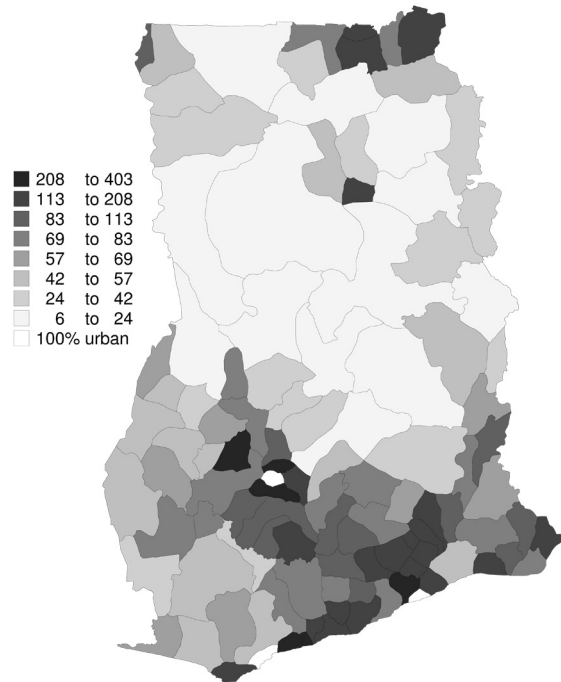 208 to 403
113 to 208
83 to 113
69 to 83
57 to 69
42 to 57
24 to 42
6 to 24
100% urban